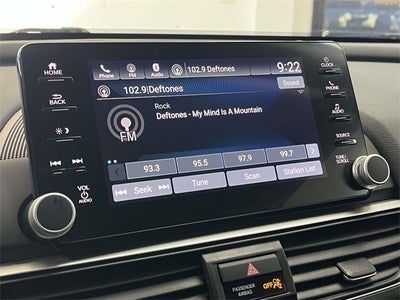 HOME
BACK
VOL
AUDIO
Phone FM Audio 102.9 Deftones 9:22
102.9|Deftones Sound
Rock
Deftones - My Mind Is A Mountain
FM
93.3 95.5 97.9 99.7
Seek Tune Scan Station List
CLOCK
PHONE
AUDIO
SOURCE
TUNE /
SCROLL
PASSENGER
AIRBAG
OFF